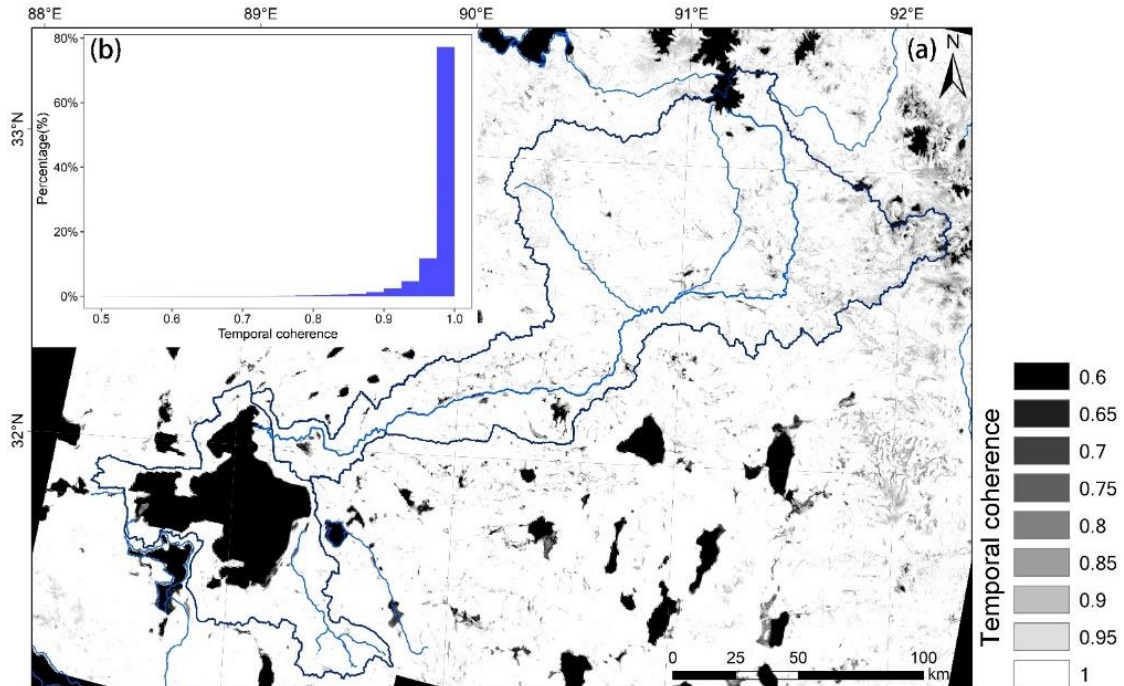 88°E 89°E 90°E 91°E 92°E
(b)
(a)
N
80%
60%
40%
20%
0%
Percentage(%)
0.5 0.6 0.7 0.8 0.9 1.0
Temporal coherence
33°N
32°N
0 25 50 100
km
Temporal coherence
0.6
0.65
0.7
0.75
0.8
0.85
0.9
0.95
1